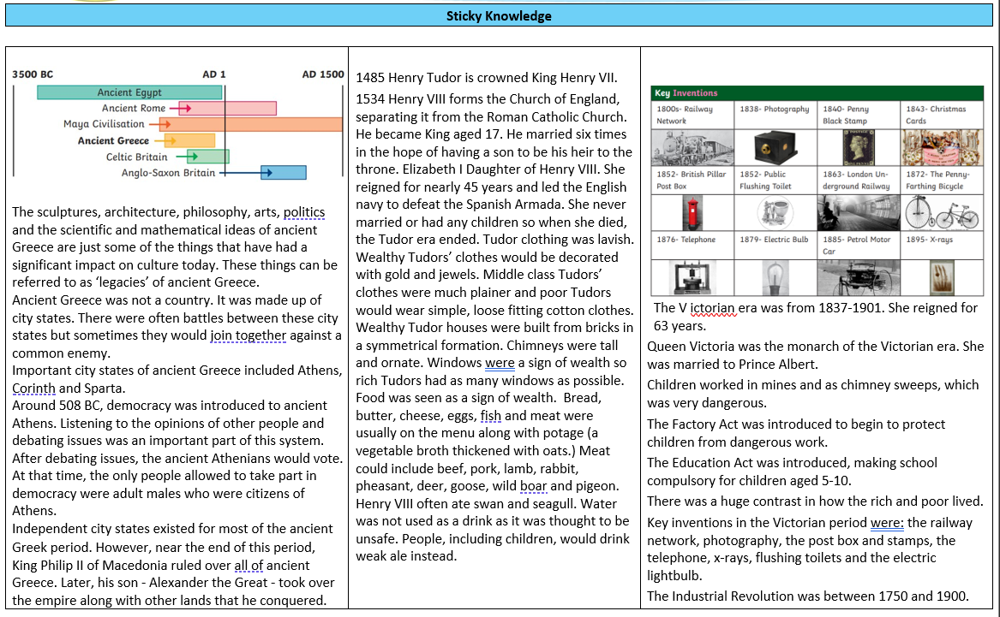 Sticky Knowledge
3500 BC AD 1 AD 1500
Ancient Egypt
Ancient Rome
Maya Civilisation
Ancient Greece
Celtic Britain
Anglo-Saxon Britain
The sculptures, architecture, philosophy, arts, politics
and the scientific and mathematical ideas of ancient
Greece are just some of the things that have had a
significant impact on culture today. These things can be
referred to as ‘legacies’ of ancient Greece.
Ancient Greece was not a country. It was made up of
city states. There were often battles between these city
states but sometimes they would join together against a
common enemy.
Important city states of ancient Greece included Athens,
Corinth and Sparta.
Around 508 BC, democracy was introduced to ancient
Athens. Listening to the opinions of other people and
debating issues was an important part of this system.
After debating issues, the ancient Athenians would vote.
At that time, the only people allowed to take part in
democracy were adult males who were citizens of
Athens.
Independent city states existed for most of the ancient
Greek period. However, near the end of this period,
King Philip II of Macedonia ruled over all of ancient
Greece. Later, his son - Alexander the Great - took over
the empire along with other lands that he conquered.
1485 Henry Tudor is crowned King Henry VII.
1534 Henry VIII forms the Church of England,
separating it from the Roman Catholic Church.
He became King aged 17. He married six times
in the hope of having a son to be his heir to the
throne. Elizabeth I Daughter of Henry VIII. She
reigned for nearly 45 years and led the English
navy to defeat the Spanish Armada. She never
married or had any children so when she died,
the Tudor era ended. Tudor clothing was lavish.
Wealthy Tudors’ clothes would be decorated
with gold and jewels. Middle class Tudors’
clothes were much plainer and poor Tudors
would wear simple, loose fitting cotton clothes.
Wealthy Tudor houses were built from bricks in
a symmetrical formation. Chimneys were tall
and ornate. Windows were a sign of wealth so
rich Tudors had as many windows as possible.
Food was seen as a sign of wealth.  Bread,
butter, cheese, eggs, fish and meat were
usually on the menu along with potage (a
vegetable broth thickened with oats.) Meat
could include beef, pork, lamb, rabbit,
pheasant, deer, goose, wild boar and pigeon.
Henry VIII often ate swan and seagull. Water
was not used as a drink as it was thought to be
unsafe. People, including children, would drink
weak ale instead.
Key Inventions
1800s- Railway
Network
1838- Photography
1840- Penny
Black Stamp
1843- Christmas
Cards
1852- British Pillar
Post Box
1852- Public
Flushing Toilet
1863- London Un-
derground Railway
1872- The Penny-
Farthing Bicycle
1876- Telephone
1879- Electric Bulb
1885- Petrol Motor
Car
1895- X-rays
The V ictorian era was from 1837-1901. She reigned for
63 years.
Queen Victoria was the monarch of the Victorian era. She
was married to Prince Albert.
Children worked in mines and as chimney sweeps, which
was very dangerous.
The Factory Act was introduced to begin to protect
children from dangerous work.
The Education Act was introduced, making school
compulsory for children aged 5-10.
There was a huge contrast in how the rich and poor lived.
Key inventions in the Victorian period were: the railway
network, photography, the post box and stamps, the
telephone, x-rays, flushing toilets and the electric
lightbulb.
The Industrial Revolution was between 1750 and 1900.